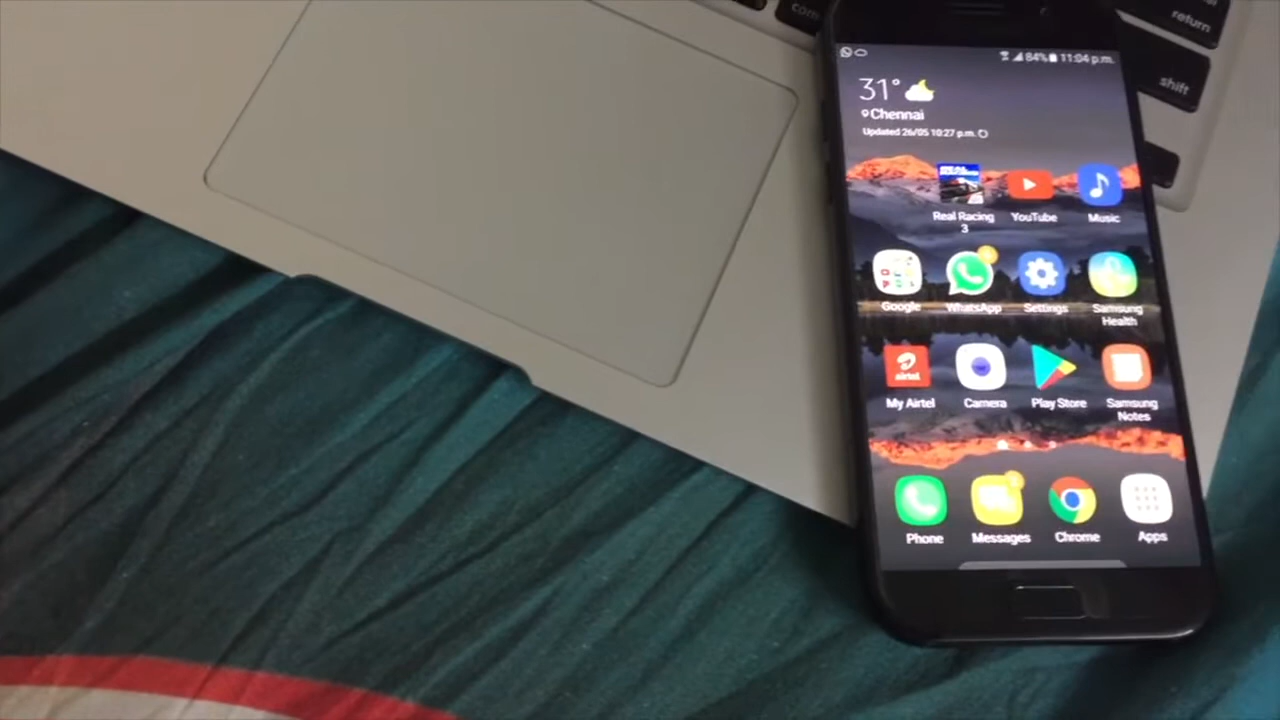 return
shift
84% 11:04 p.m.
31°
Chennai
Updated 26/05 10:27 p.m.
Real Racing
3
YouTube
Music
Google
WhatsApp
Settings
Samsung
Health
airtel
My Airtel
Camera
Play Store
Samsung
Notes
Phone
Messages
Chrome
Apps